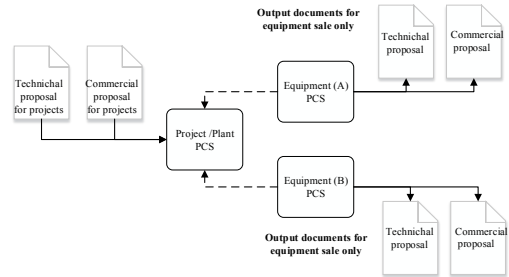 Output documents for
equipment sale only
Technichal
proposal
Commercial
proposal
Technichal
proposal
for projects
Commercial
proposal
for projects
Equipment (A)
PCS
Project /Plant
PCS
Equipment (B)
PCS
Output documents for
equipment sale only
Technichal
proposal
Commercial
proposal